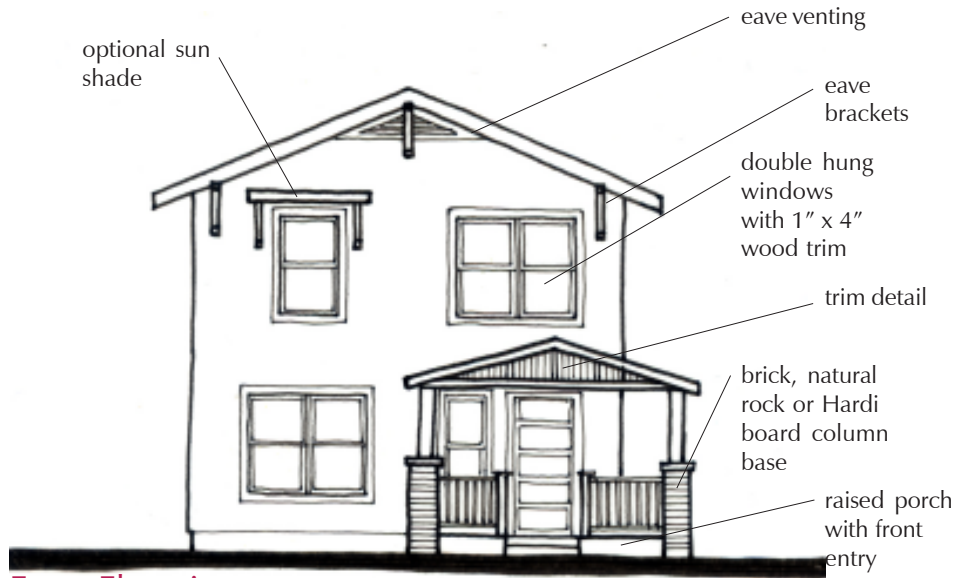 eave venting
optional sun
shade
eave
brackets
double hung
windows
with 1" x 4"
wood trim
trim detail
brick, natural
rock or Hardi
board column
base
raised porch
with front
entry